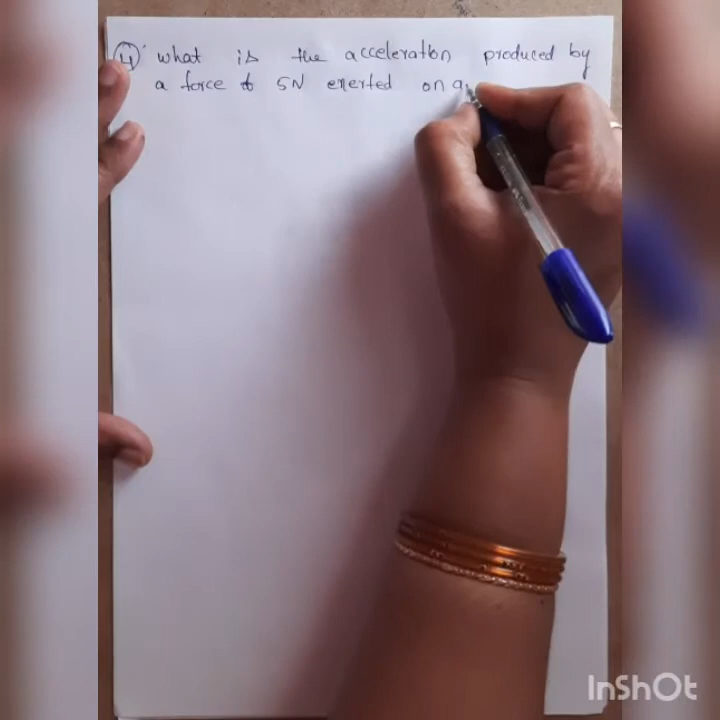 4) what is the acceleration produced by
a force of 5N exerted on a
InShOt